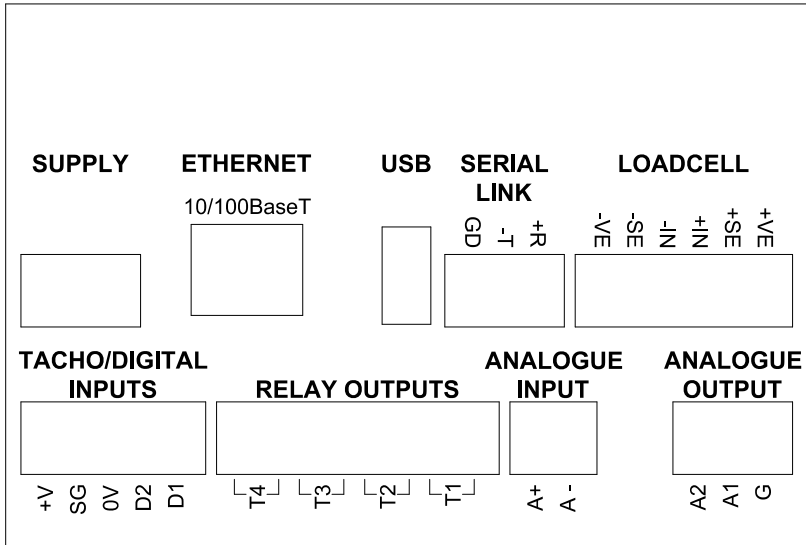 SUPPLY
ETHERNET
10/100BaseT
USB
SERIAL
LINK
GD
-T
+R
LOADCELL
-VE
-SE
-IN
+IN
+SE
+VE
TACHO/DIGITAL
INPUTS
+V
SG
0V
D2
D1
RELAY OUTPUTS
T4
T3
T2
T1
ANALOGUE
INPUT
A+
A-
ANALOGUE
OUTPUT
A2
A1
G